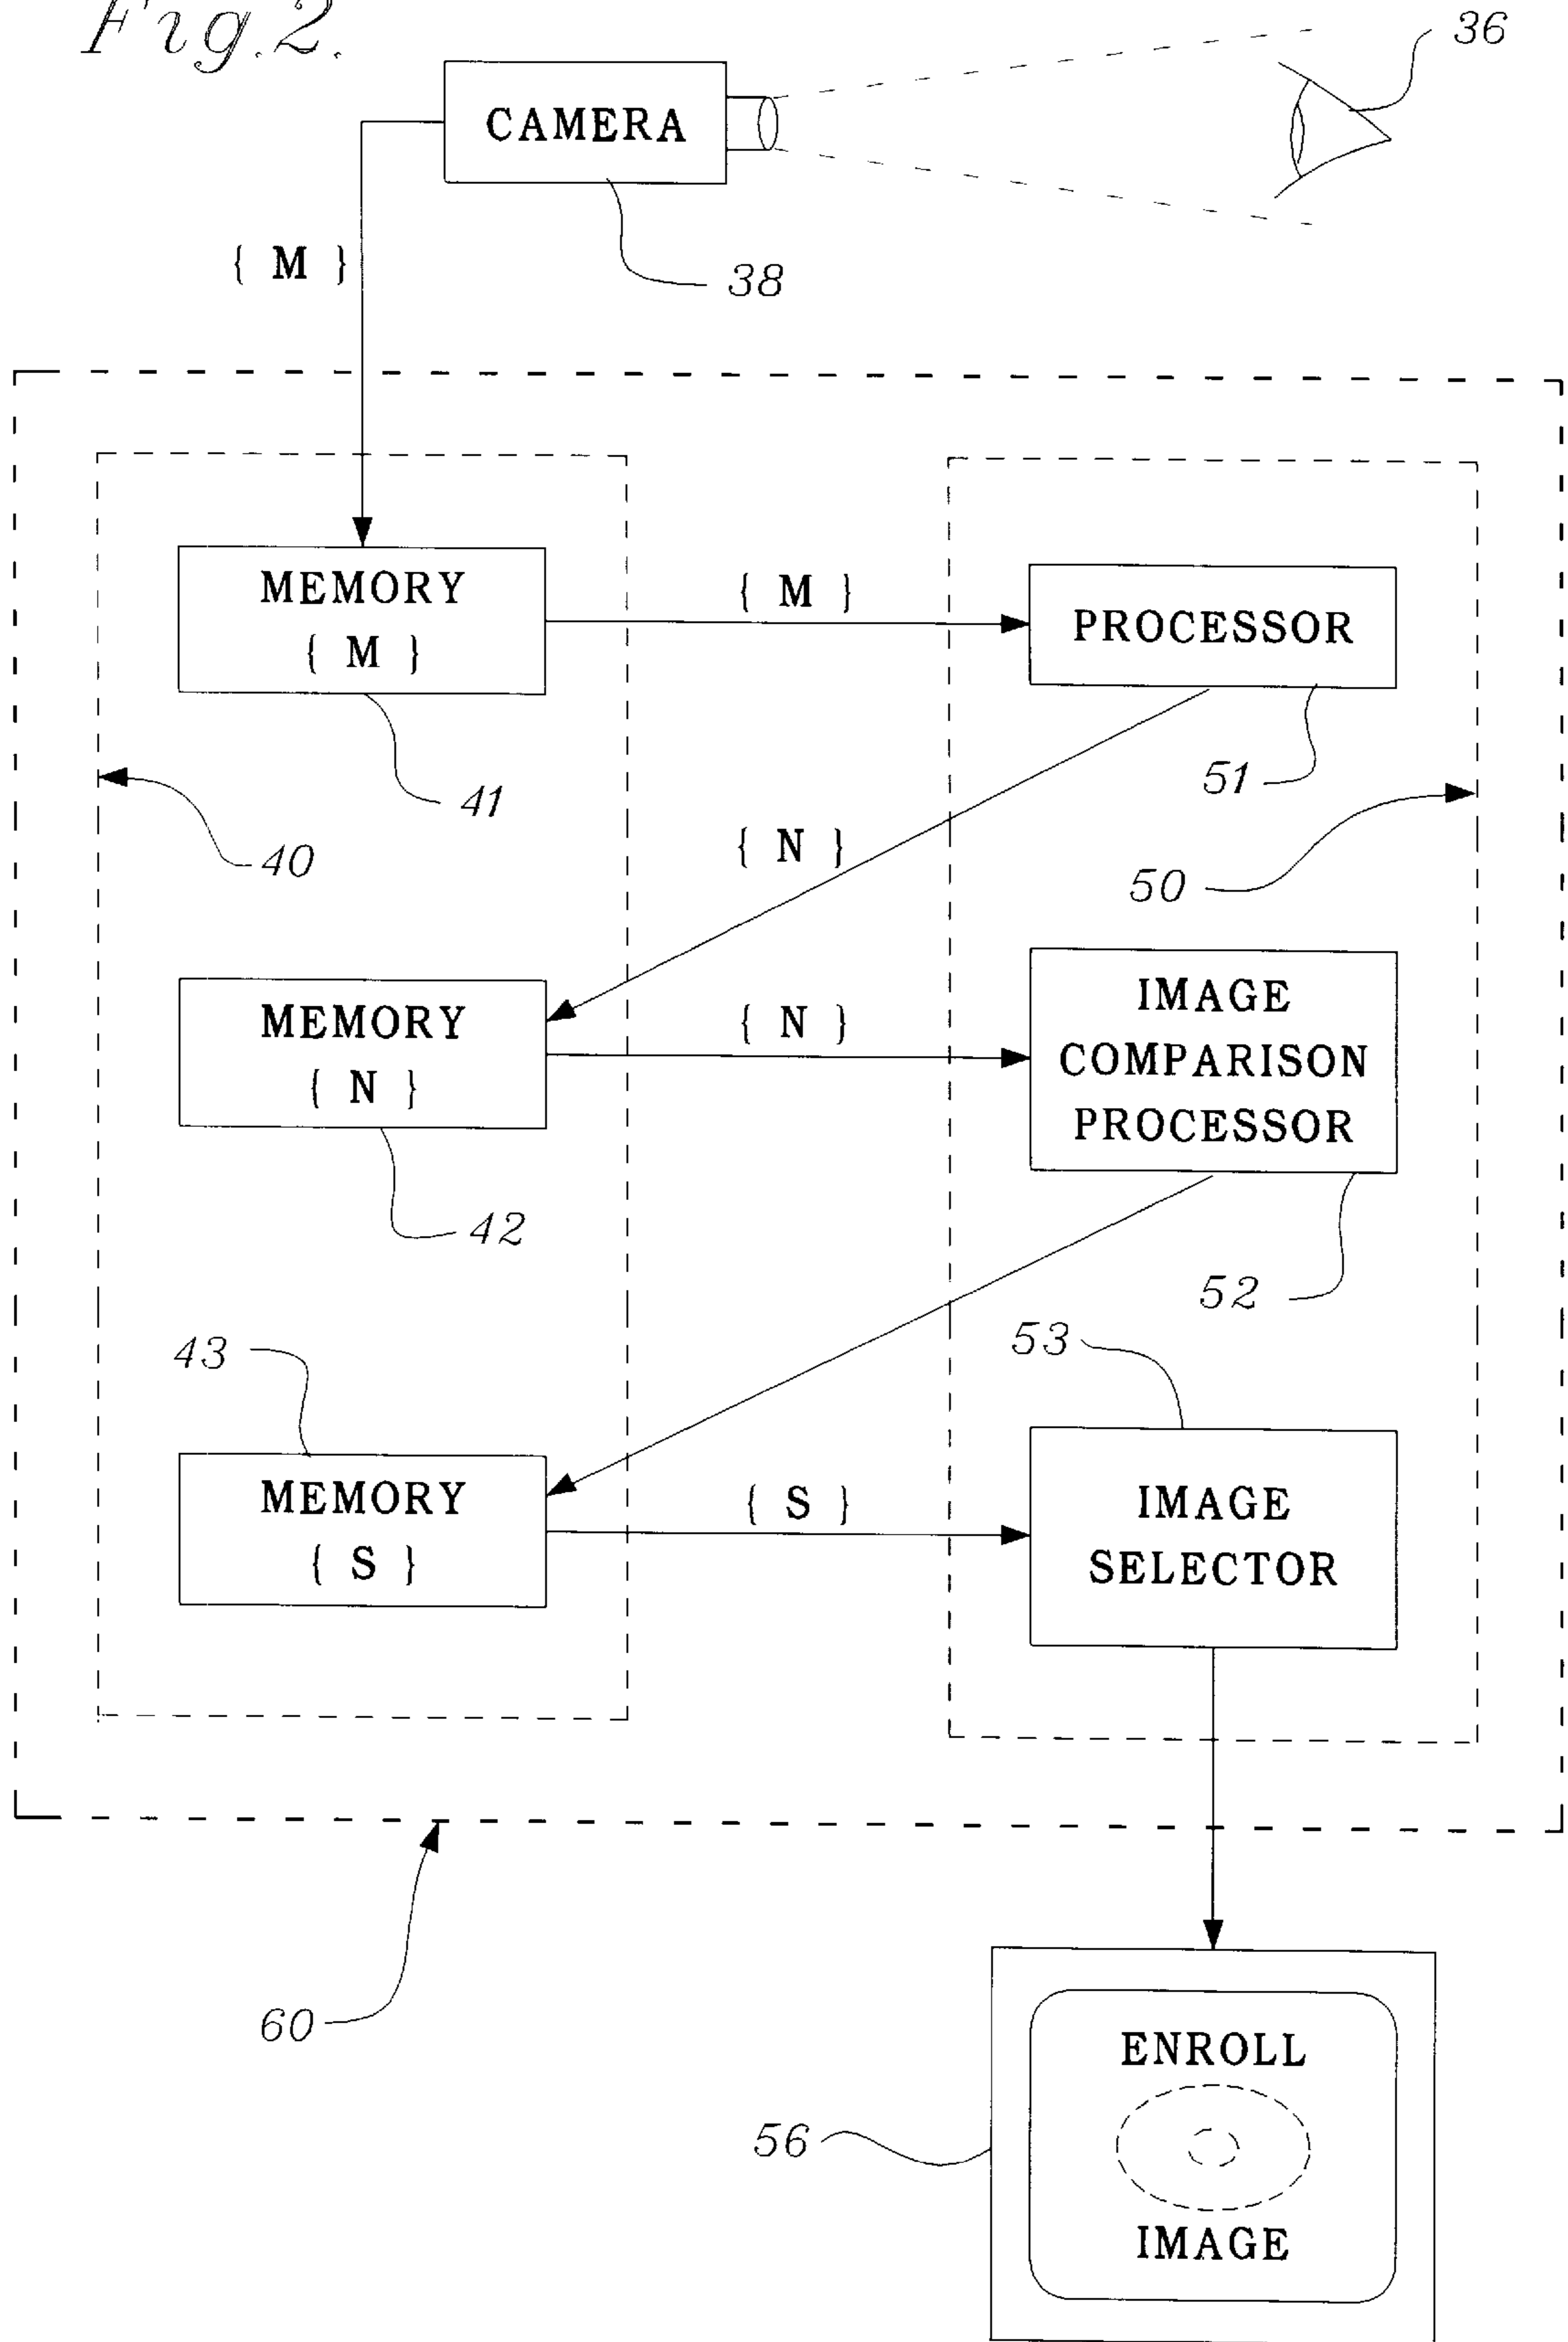 Fig.2.
36
CAMERA
{ M }
38
MEMORY
{ M }
{ M }
PROCESSOR
41
51
40
{ N }
50
MEMORY
{ N }
{ N }
IMAGE
COMPARISON
PROCESSOR
42
52
43
53
MEMORY
{ S }
{ S }
IMAGE
SELECTOR
60
ENROLL
56
IMAGE